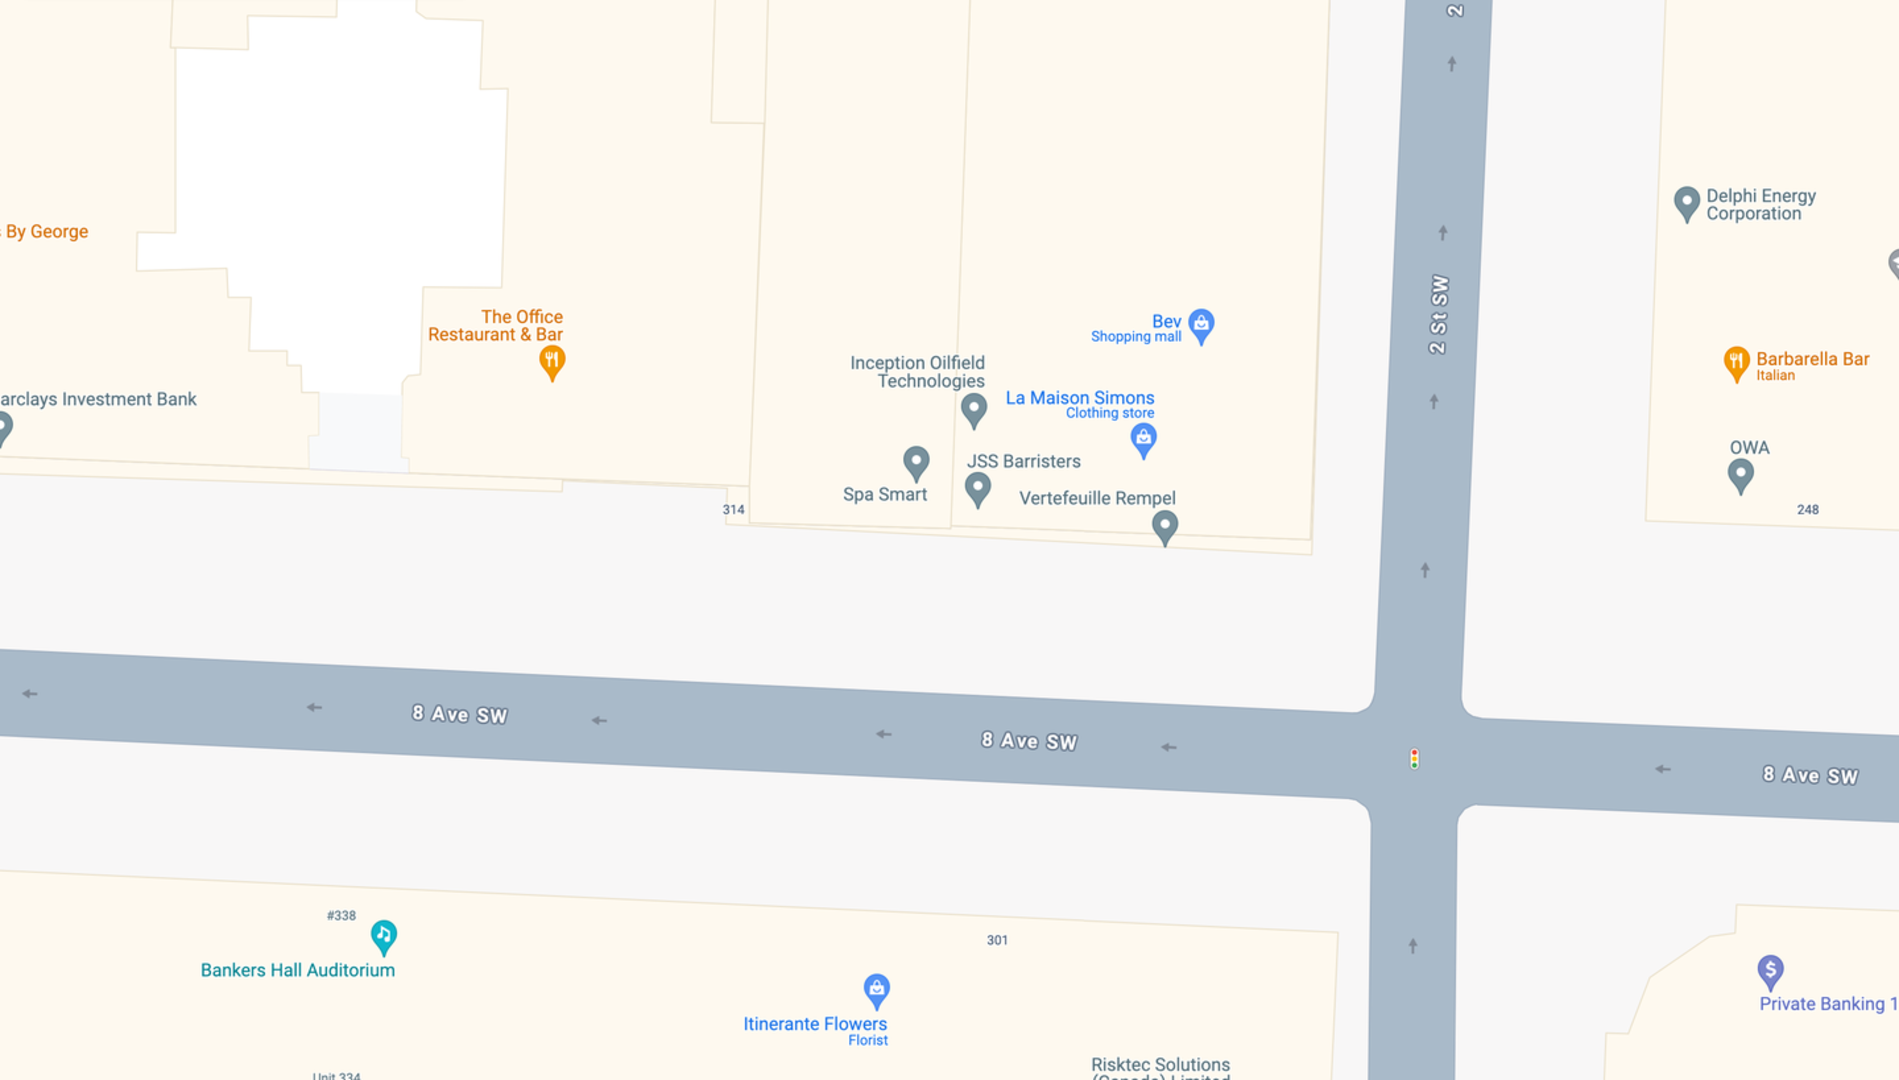 2
Delphi Energy
Corporation
By George
2 St SW
The Office
Restaurant & Bar
Bev
Shopping mall
Inception Oilfield
Technologies
Barbarella Bar
Italian
La Maison Simons
Clothing store
arclays Investment Bank
OWA
JSS Barristers
Spa Smart
Vertefeuille Rempel
314
248
8 Ave SW
8 Ave SW
8 Ave SW
#338
Bankers Hall Auditorium
301
Itinerante Flowers
Florist
Private Banking 1
Risktec Solutions
(Canada) Limited
Unit 334